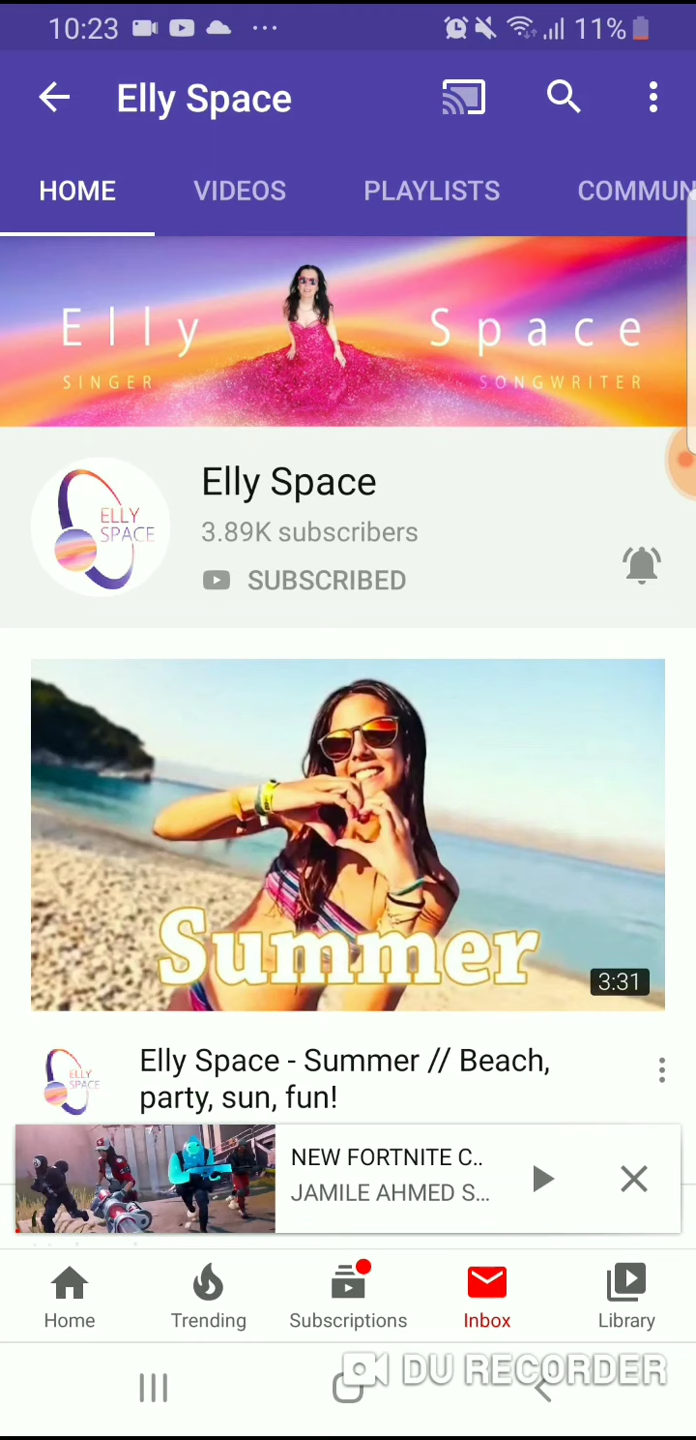 10:23 11%
Elly Space
HOME VIDEOS PLAYLISTS COMMUN
Elly Space
SINGER SONGWRITER
ELLY
SPACE
Elly Space
3.89K subscribers
SUBSCRIBED
Summer
3:31
ELLY
SPACE
Elly Space - Summer // Beach,
party, sun, fun!
NEW FORTNITE C..
JAMILE AHMED S...
Home Trending Subscriptions Inbox Library
DU RECORDER